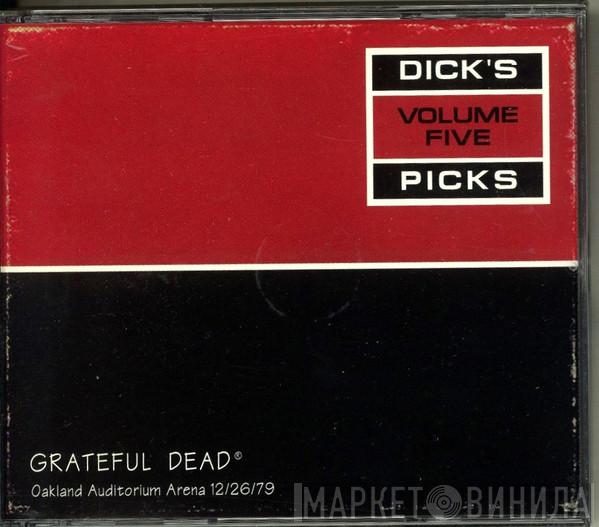 DICK'S
VOLUME
FIVE
PICKS
GRATEFUL DEAD®
Oakland Auditorium Arena 12/26/79
МАРКЕТ ВИНИЛА